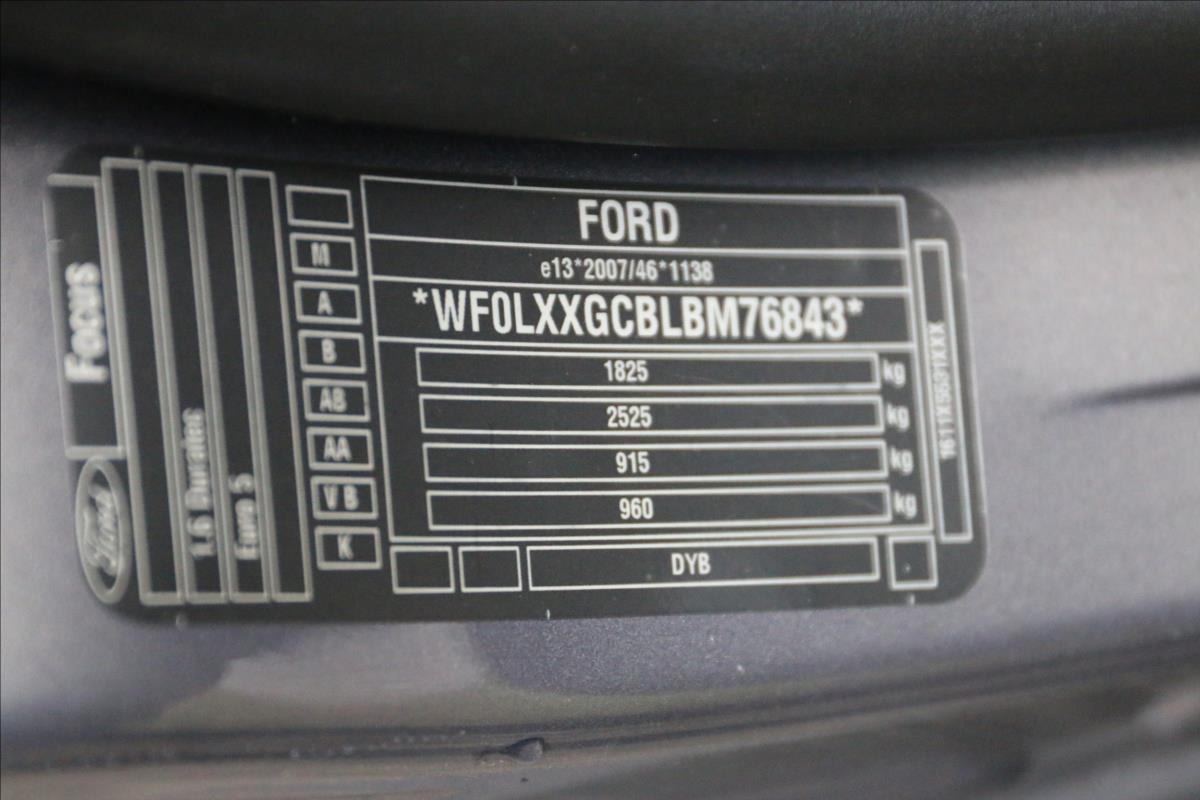 Focus
Ford
1.6 Duratec
Euro 5
M
A
B
AB
AA
V B
K
FORD
e13*2007/46*1138
*WF0LXXGCBLBM76843*
1825 kg
2525 kg
915 kg
960 kg
DYB